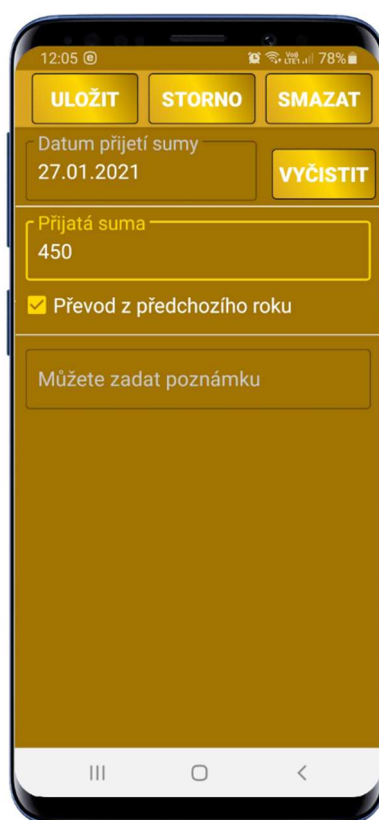 12:05 78%
ULOŽIT STORNO SMAZAT
Datum přijetí sumy
27.01.2021
VYČISTIT
Přijatá suma
450
Převod z předchozího roku
Můžete zadat poznámku